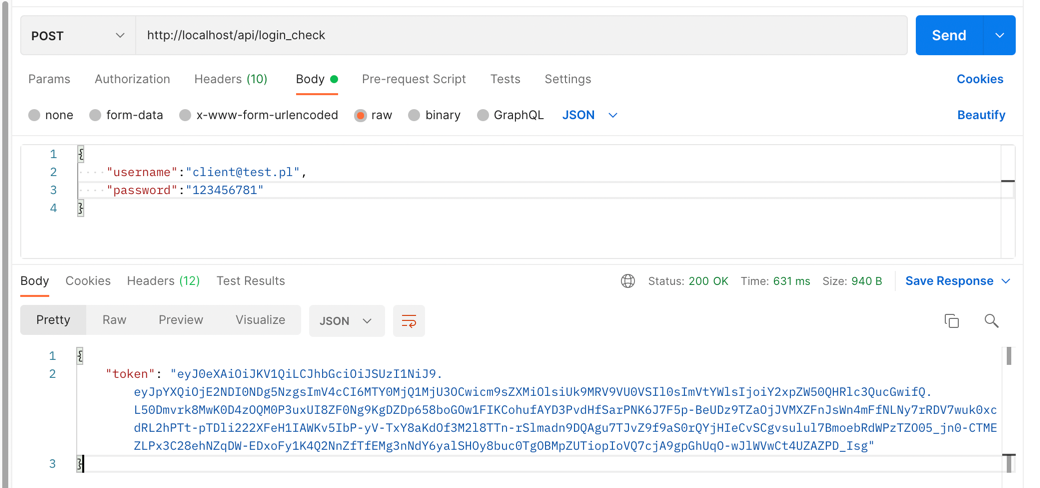 POST http://localhost/api/login_check Send
Params Authorization Headers (10) Body Pre-request Script Tests Settings Cookies
none form-data x-www-form-urlencoded raw binary GraphQL JSON Beautify
1 {
2 "username":"client@test.pl",
3 "password":"123456781"
4 }
Body Cookies Headers (12) Test Results Status: 200 OK Time: 631 ms Size: 940 B Save Response
Pretty Raw Preview Visualize JSON
1 {
2 "token": "eyJ0eXAiOiJKV1QiLCJhbGciOiJSUzI1NiJ9.
eyJpYXQiOjE2NDI0NDg5NzgsImV4cCI6MTY0MjQ1MjU3OCwicm9sZXMiOlsiUk9MRV9VU0VSIl0sImVtYWlsIjoiY2xpZW50QHRlc3QucGwifQ.
L50Dmvrk8MwK0D4zOQM0P3uxUI8ZF0Ng9KgDZDp658boGOw1FIKCohufAYD3PvdHfSarPNK6J7F5p-BeUDz9TZaOjJVMXZFnJsWn4mFfNLNy7rRDV7wuk0xc
dRL2hPTt-pTDli222XFeH1IAWKv5IbP-yV-TxY8aKdOf3M2l8TTn-rSlmadn9DQAgu7TJvZ9f9aS0rQYjHIeCvSCgvsulul7BmoebRdWPzTZO05_jn0-CTME
ZLPx3C28ehNZqDW-EDxoFy1K4Q2NnZfTfEMg3nNdY6yalSHOy8buc0TgOBMpZUTiopIoVQ7cjA9gpGhUqO-wJlWVwCt4UZAZPD_Isg"
3 }